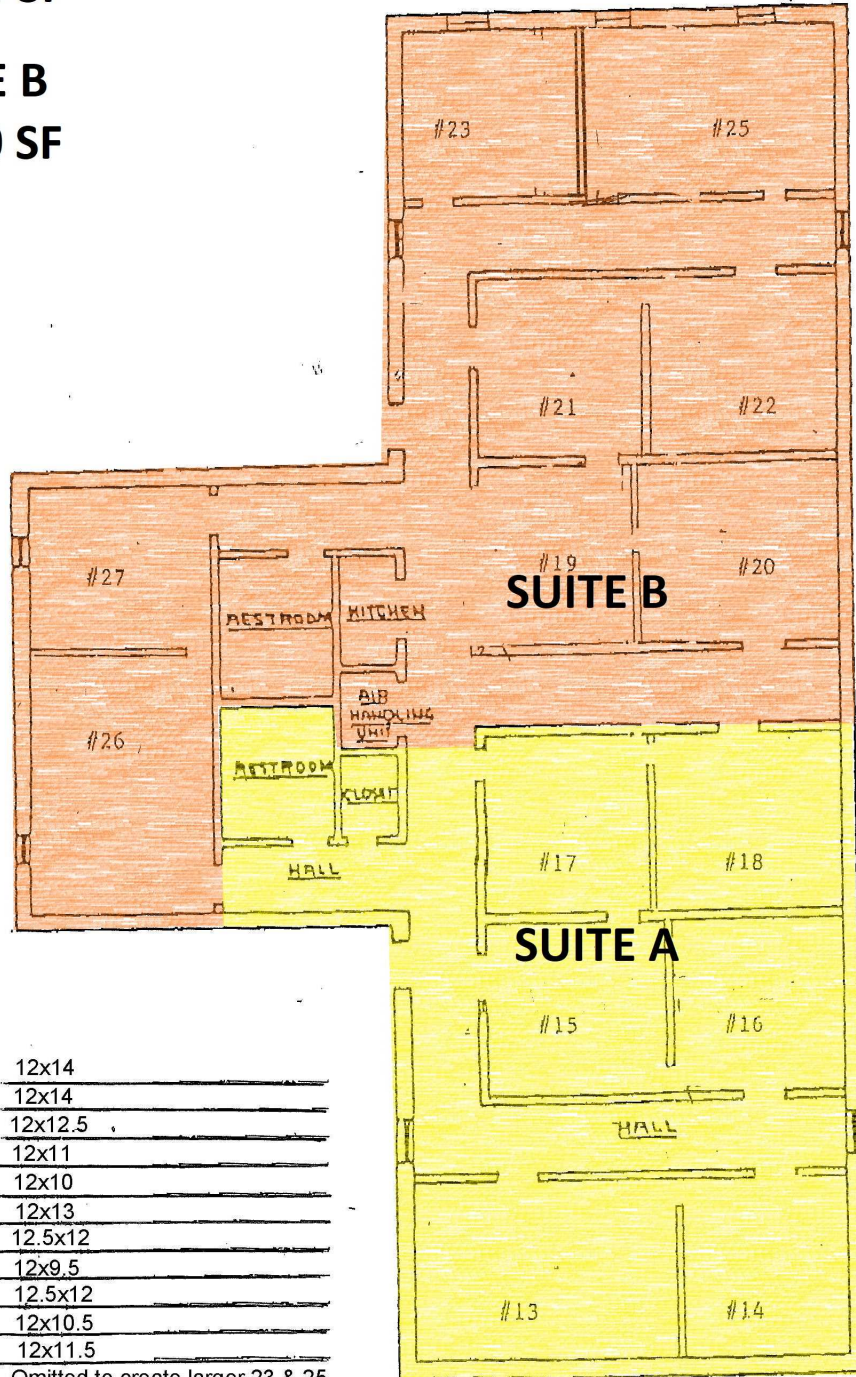 E B
SF
#23
#25
#21
#22
#27
#19
#20
SUITE B
RESTROOM
KITCHEN
AIR
HANDLING
UNIT
#26
RESTROOM
CLOSET
HALL
#17
#18
SUITE A
#15
#16
HALL
#13
#14
12x14
12x14
12x12.5
12x11
12x10
12x13
12.5x12
12x9.5
12.5x12
12x10.5
12x11.5
Omitted to create larger 23 & 25